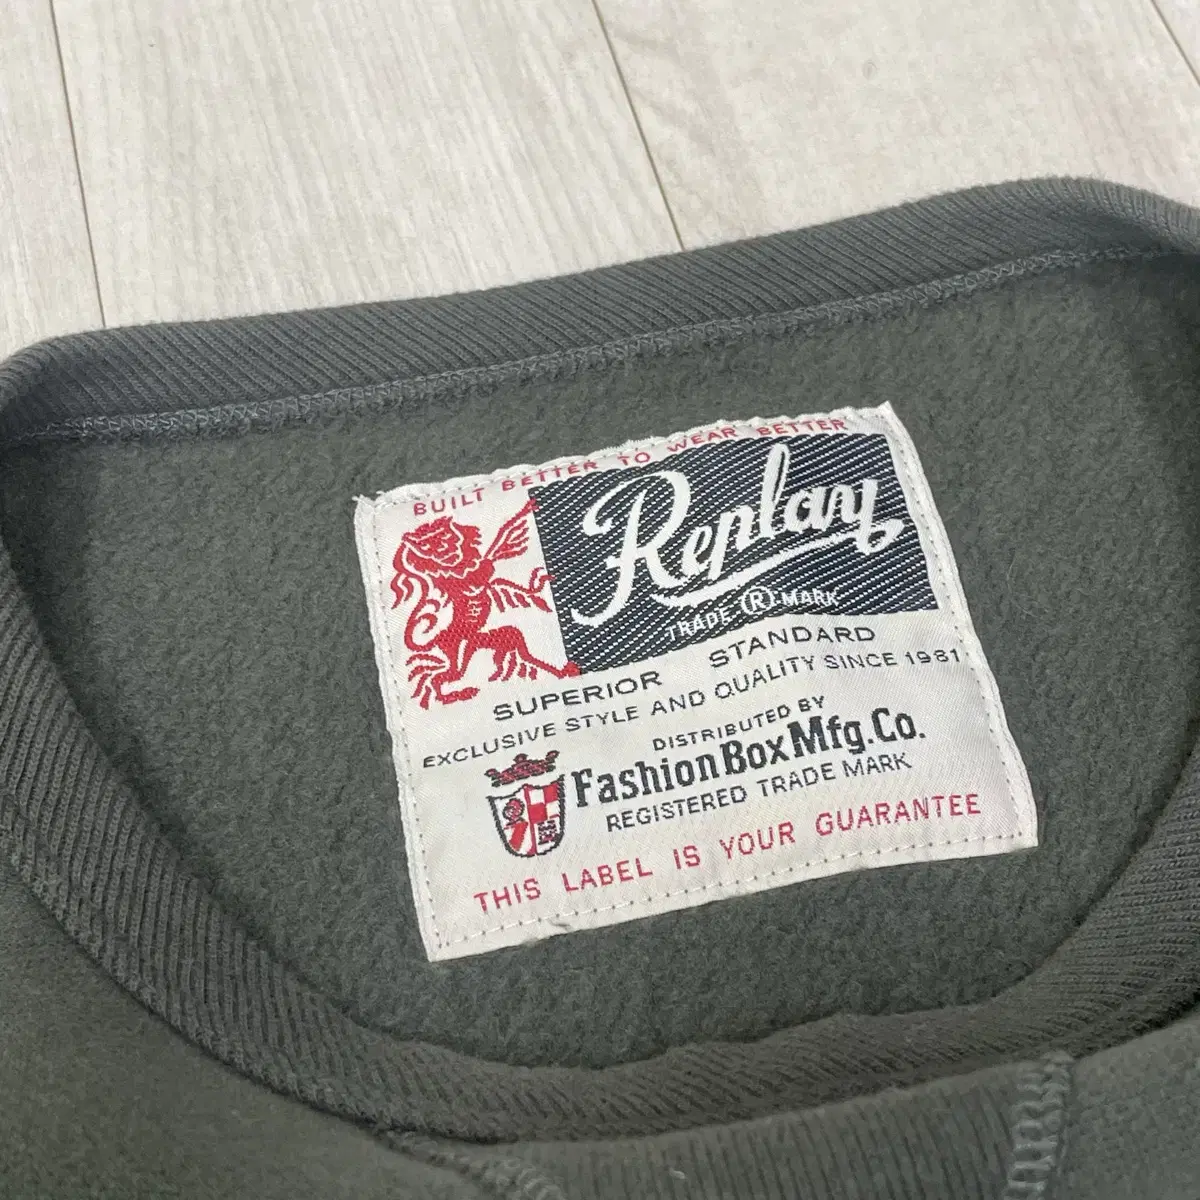 BUILT BETTER TO WEAR BETTER
Replay
TRADE ® MARK
SUPERIOR STANDARD
EXCLUSIVE STYLE AND QUALITY SINCE 1981
DISTRIBUTED BY
FashionBoxMfg.Co.
REGISTERED TRADE MARK
THIS LABEL IS YOUR GUARANTEE